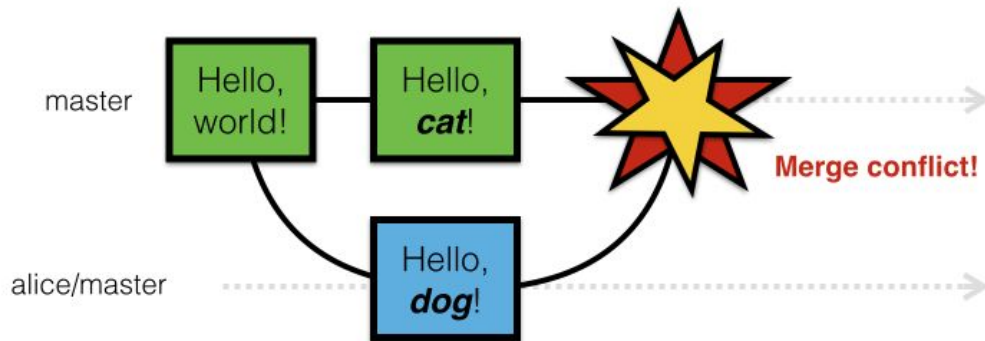 master
Hello,
world!
Hello,
cat!
Merge conflict!
alice/master
Hello,
dog!